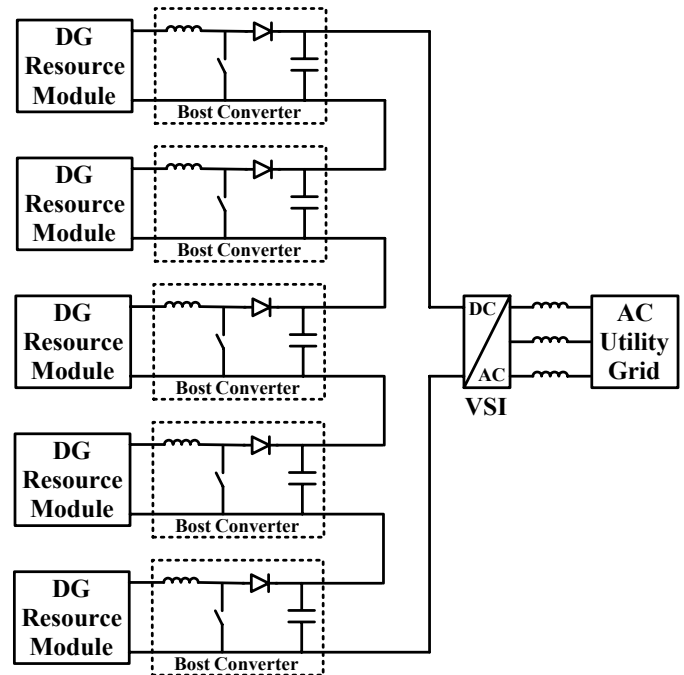 DG
Resource
Module
Bost Converter
DG
Resource
Module
Bost Converter
DG
Resource
Module
Bost Converter
DC
AC
VSI
AC
Utility
Grid
DG
Resource
Module
Bost Converter
DG
Resource
Module
Bost Converter